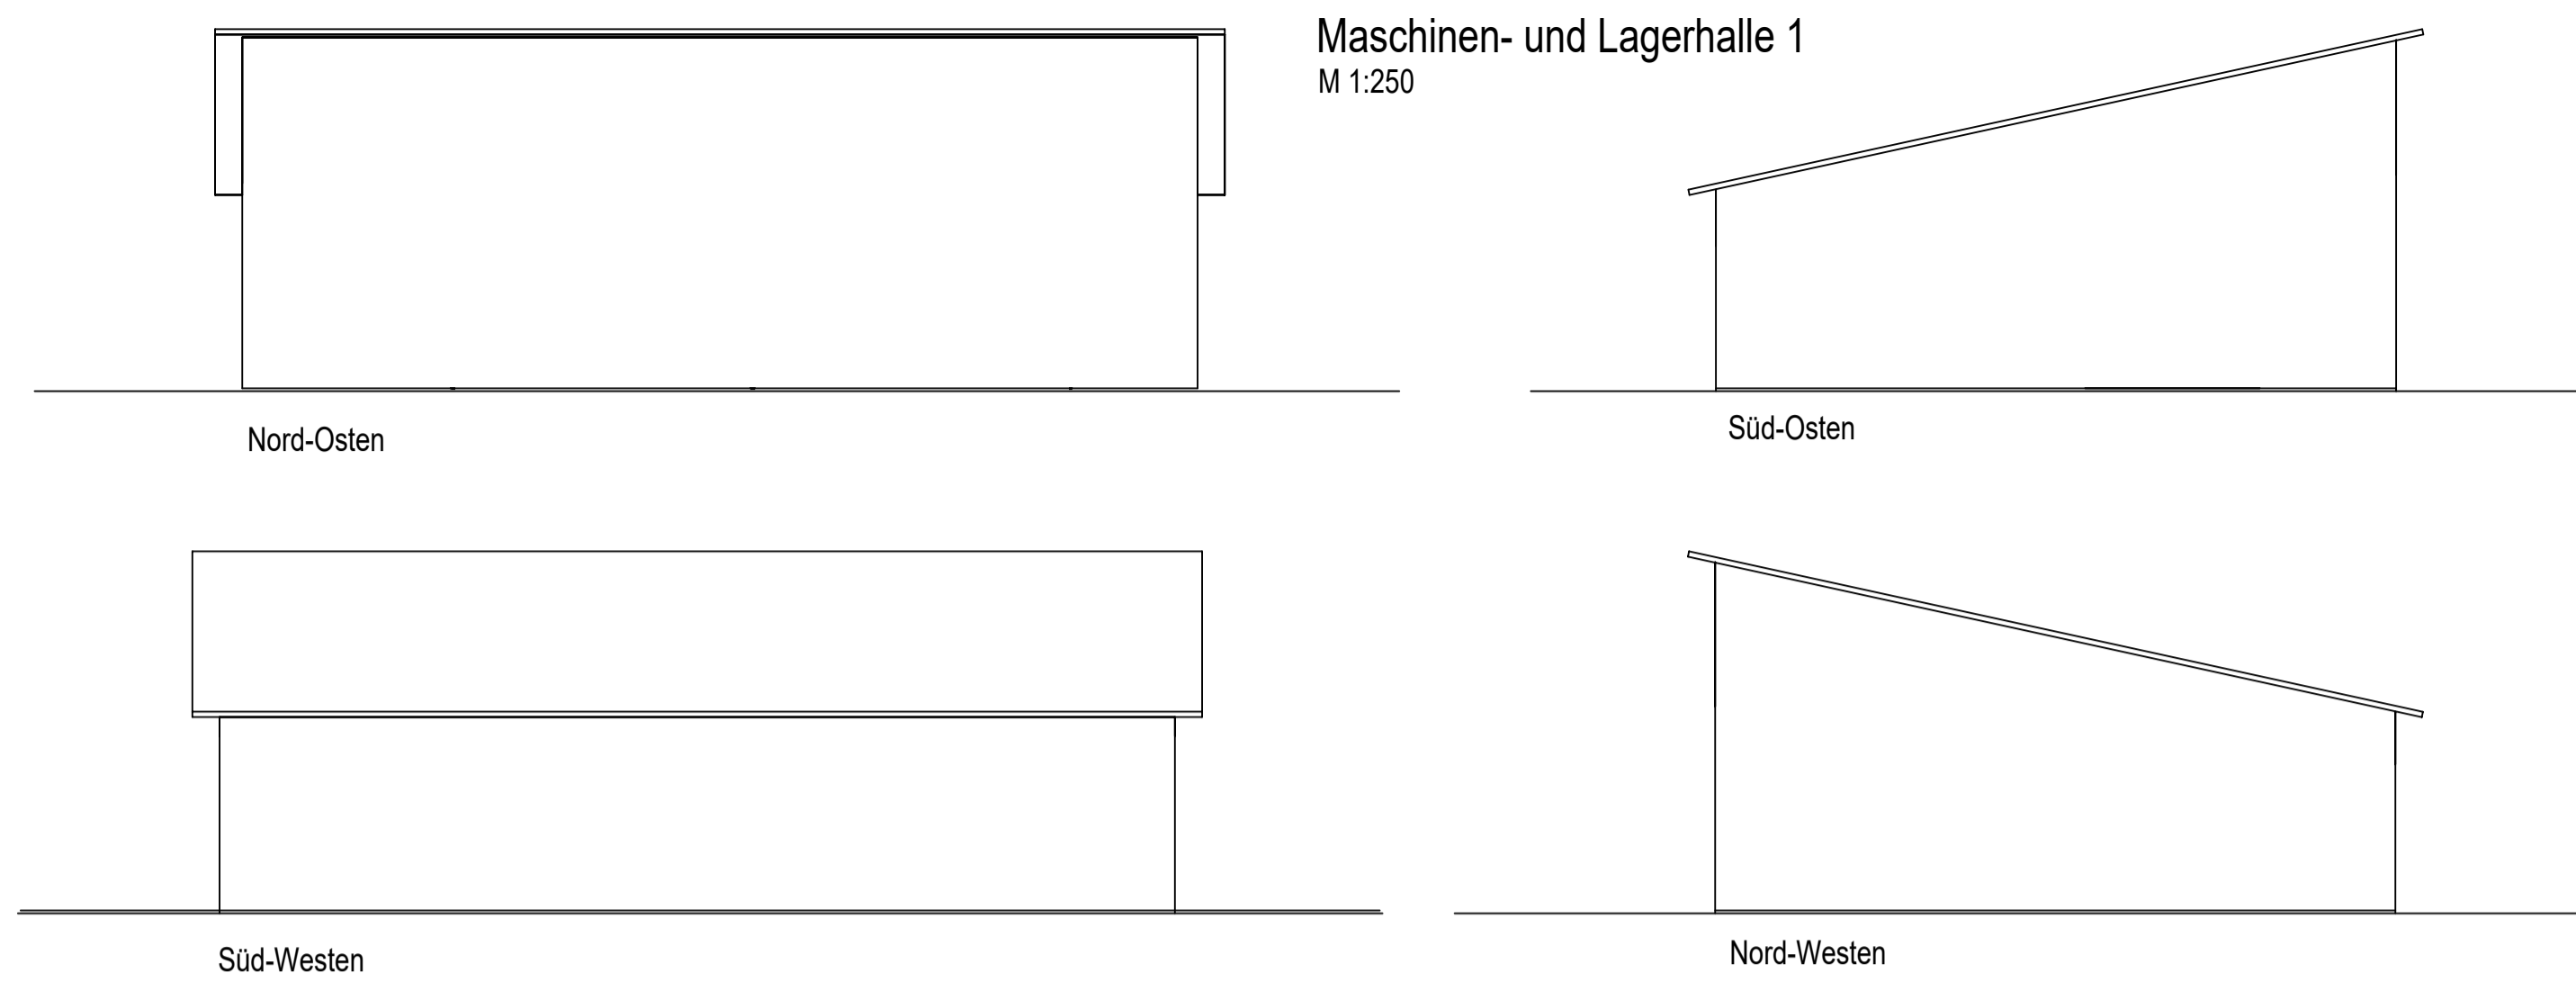 Maschinen- und Lagerhalle 1
M 1:250
Nord-Osten
Süd-Osten
Süd-Westen
Nord-Westen